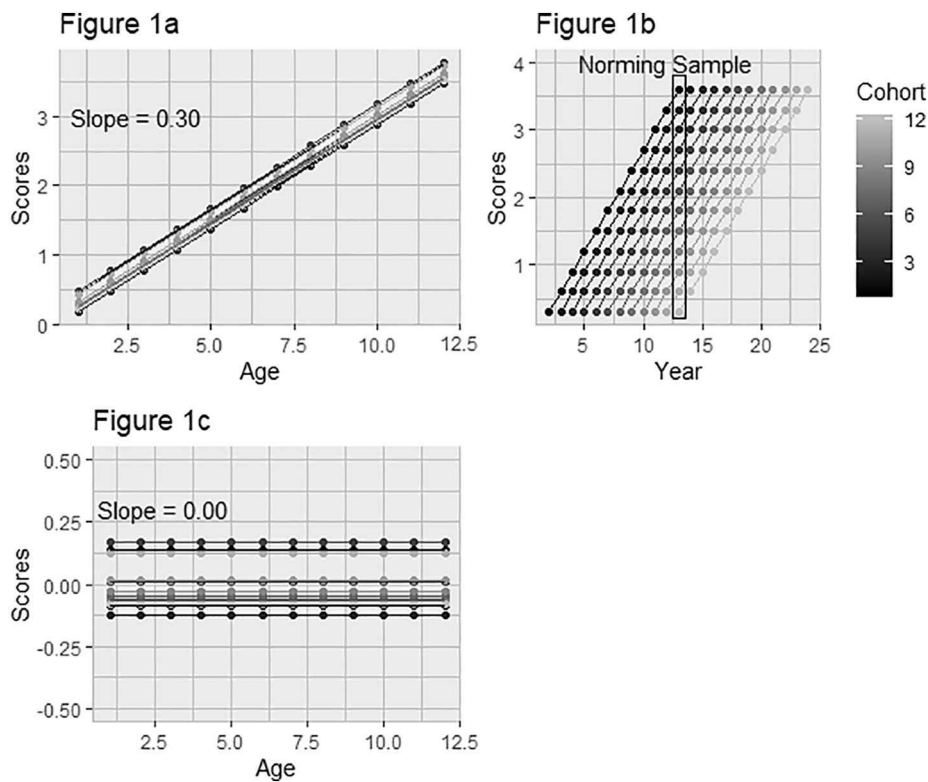 Figure 1a
Scores
3
2
1
0
Slope = 0.30
2.5 5.0 7.5 10.0 12.5
Age
Figure 1b
Scores
4
3
2
1
Norming Sample
5 10 15 20 25
Year
Cohort
12
9
6
3
Figure 1c
Scores
0.50
0.25
0.00
-0.25
-0.50
Slope = 0.00
2.5 5.0 7.5 10.0 12.5
Age